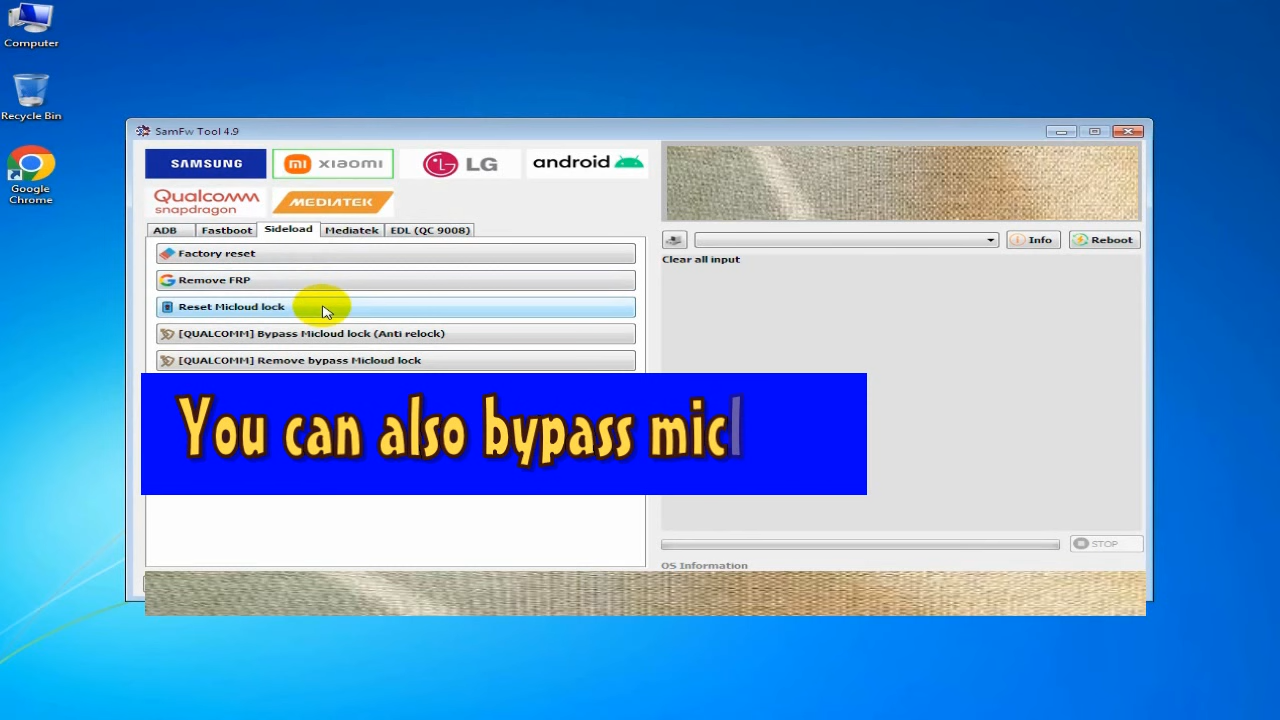 Computer
Recycle Bin
Google
Chrome
SamFw Tool 4.9
SAMSUNG
mi xiaomi
LG
android
Qualcomm
snapdragon
MEDIATEK
ADB
Fastboot
Sideload
Mediatek
EDL (QC 9008)
Factory reset
Remove FRP
Reset Micloud lock
[QUALCOMM] Bypass Micloud lock (Anti relock)
[QUALCOMM] Remove bypass Micloud lock
You can also bypass micl
Info
Reboot
Clear all input
STOP
OS Information